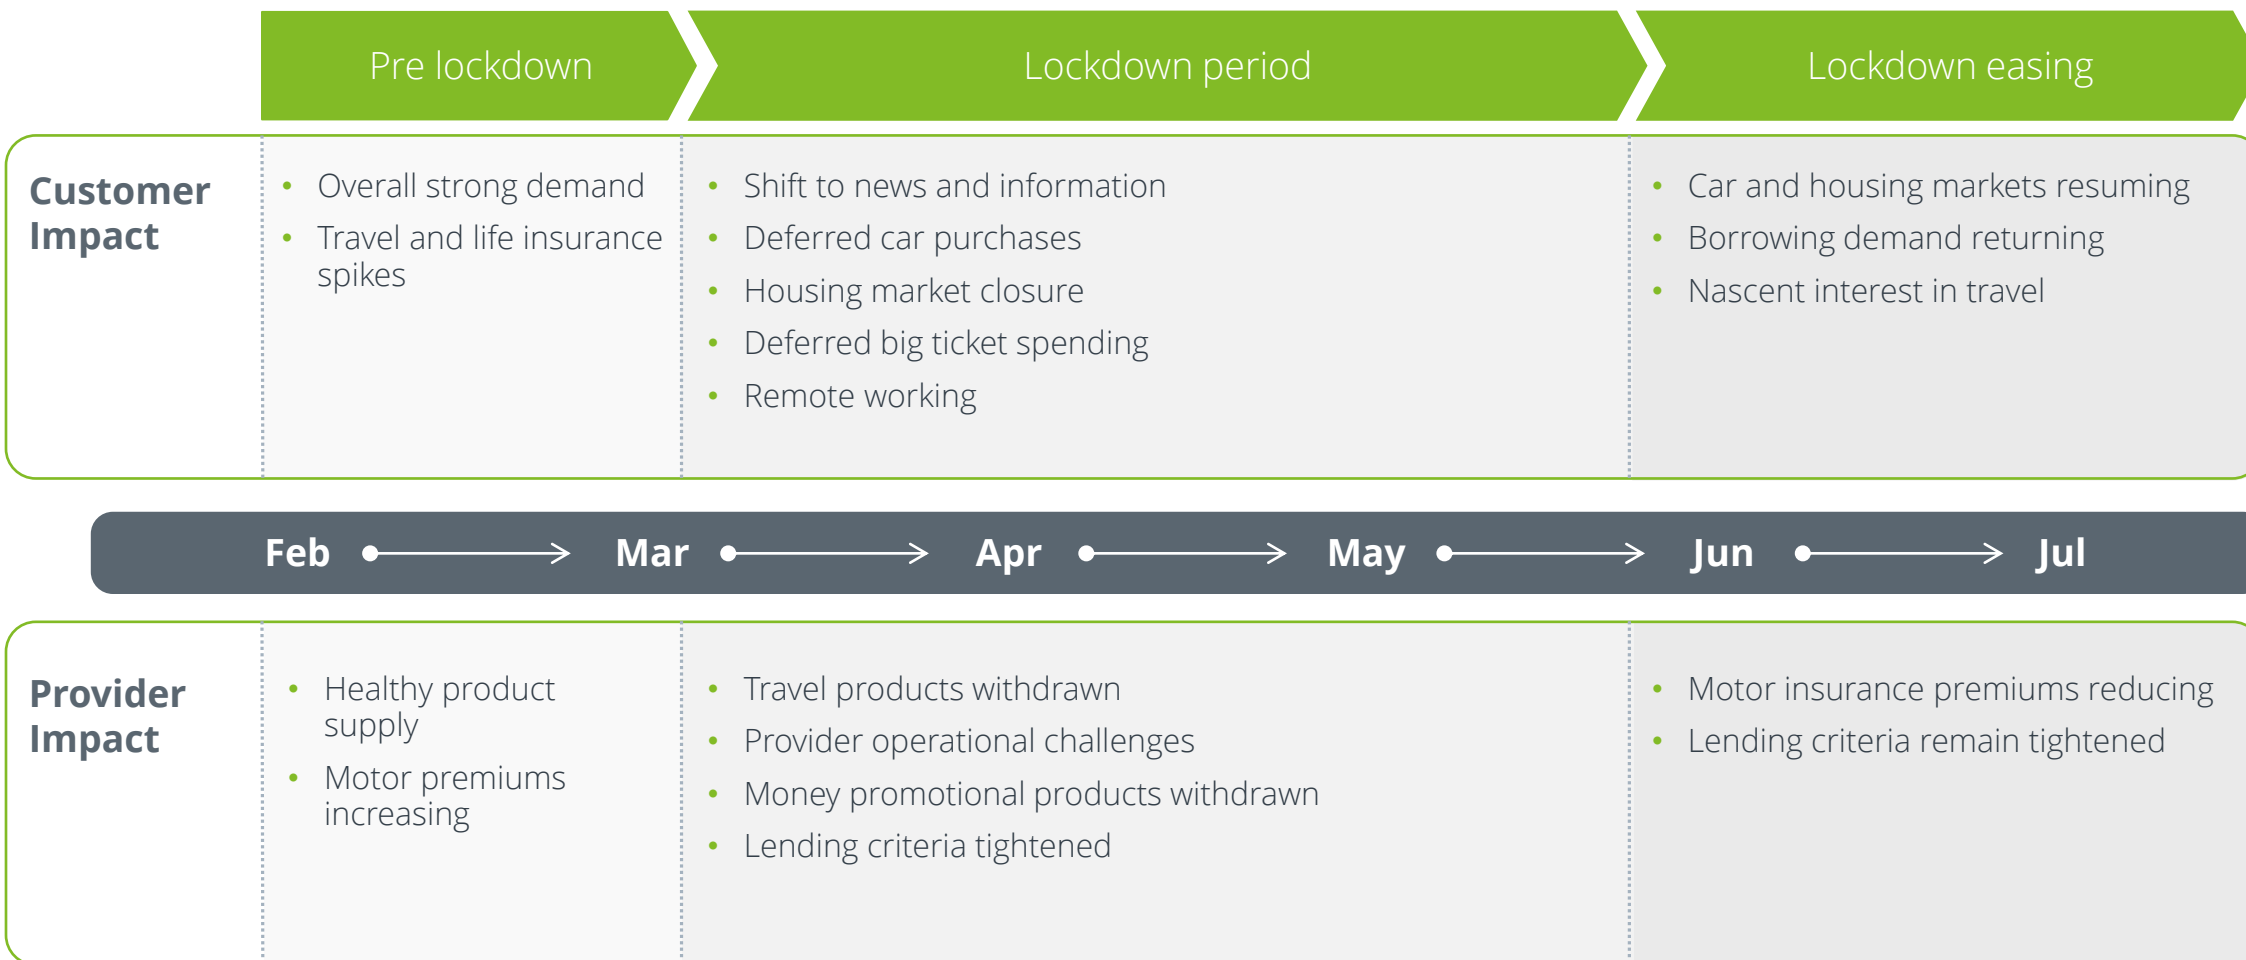 Pre lockdown
Lockdown period
Lockdown easing
Customer
Impact
• Overall strong demand
• Travel and life insurance
spikes
• Shift to news and information
• Deferred car purchases
• Housing market closure
• Deferred big ticket spending
• Remote working
• Car and housing markets resuming
• Borrowing demand returning
• Nascent interest in travel
Feb Mar Apr May Jun Jul
Provider
Impact
• Healthy product
supply
• Motor premiums
increasing
• Travel products withdrawn
• Provider operational challenges
• Money promotional products withdrawn
• Lending criteria tightened
• Motor insurance premiums reducing
• Lending criteria remain tightened